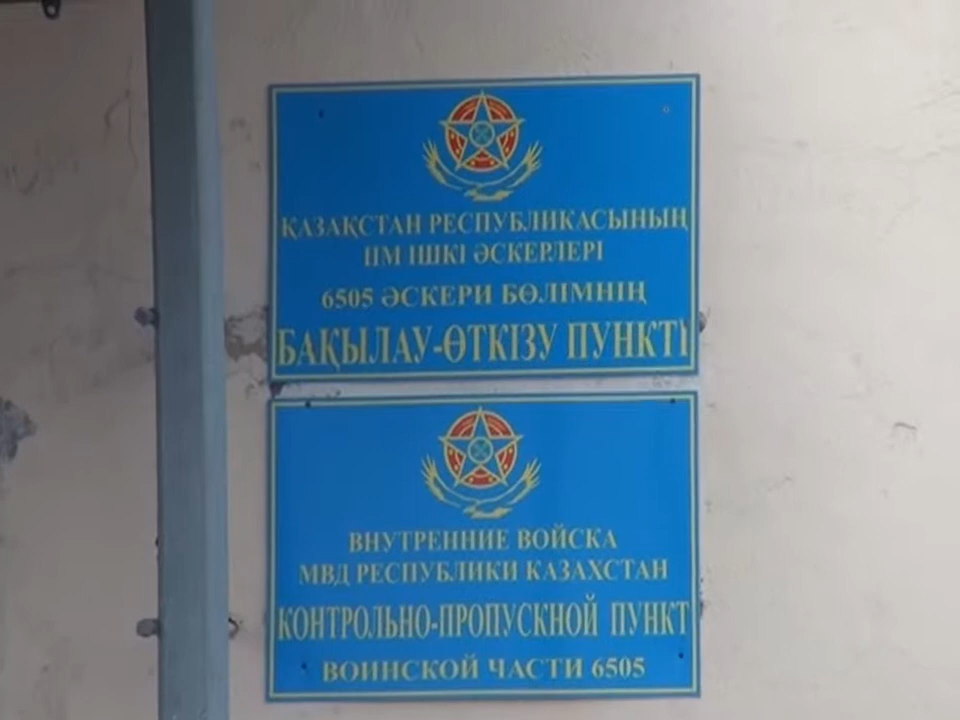 ҚАЗАҚСТАН РЕСПУБЛИКАСЫНЫҢ
ІІМ ІШКІ ӘСКЕРЛЕРІ
6505 ӘСКЕРИ БӨЛІМНІҢ
БАҚЫЛАУ-ӨТКІЗУ ПУНКТІ
ВНУТРЕННИЕ ВОЙСКА
МВД РЕСПУБЛИКИ КАЗАХСТАН
КОНТРОЛЬНО-ПРОПУСКНОЙ ПУНКТ
ВОИНСКОЙ ЧАСТИ 6505